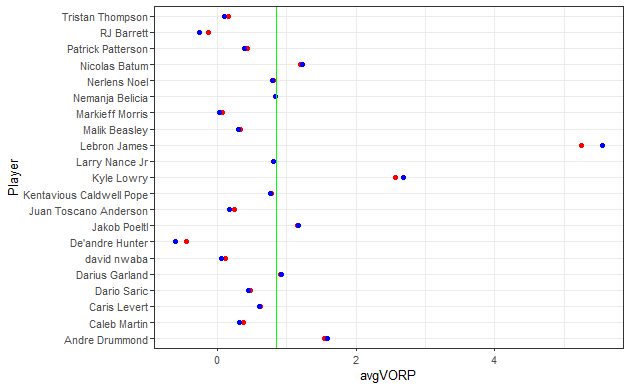 Tristan Thompson
RJ Barrett
Patrick Patterson
Nicolas Batum
Nerlens Noel
Nemanja Belicia
Markieff Morris
Malik Beasley
Lebron James
Larry Nance Jr
Kyle Lowry
Kentavious Caldwell Pope
Juan Toscano Anderson
Jakob Poeltl
De'andre Hunter
david nwaba
Darius Garland
Dario Saric
Caris Levert
Caleb Martin
Andre Drummond
Player
0 2 4
avgVORP